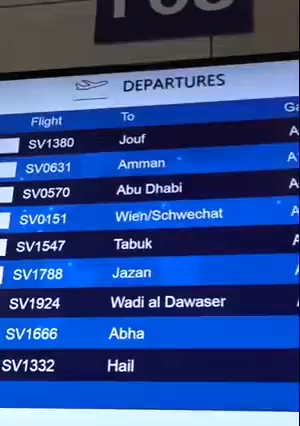 DEPARTURES
Flight To
SV1380 Jouf
SV0631 Amman
SV0570 Abu Dhabi
SV0151 Wien/Schwechat
SV1547 Tabuk
SV1788 Jazan
SV1924 Wadi al Dawaser
SV1666 Abha
SV1332 Hail